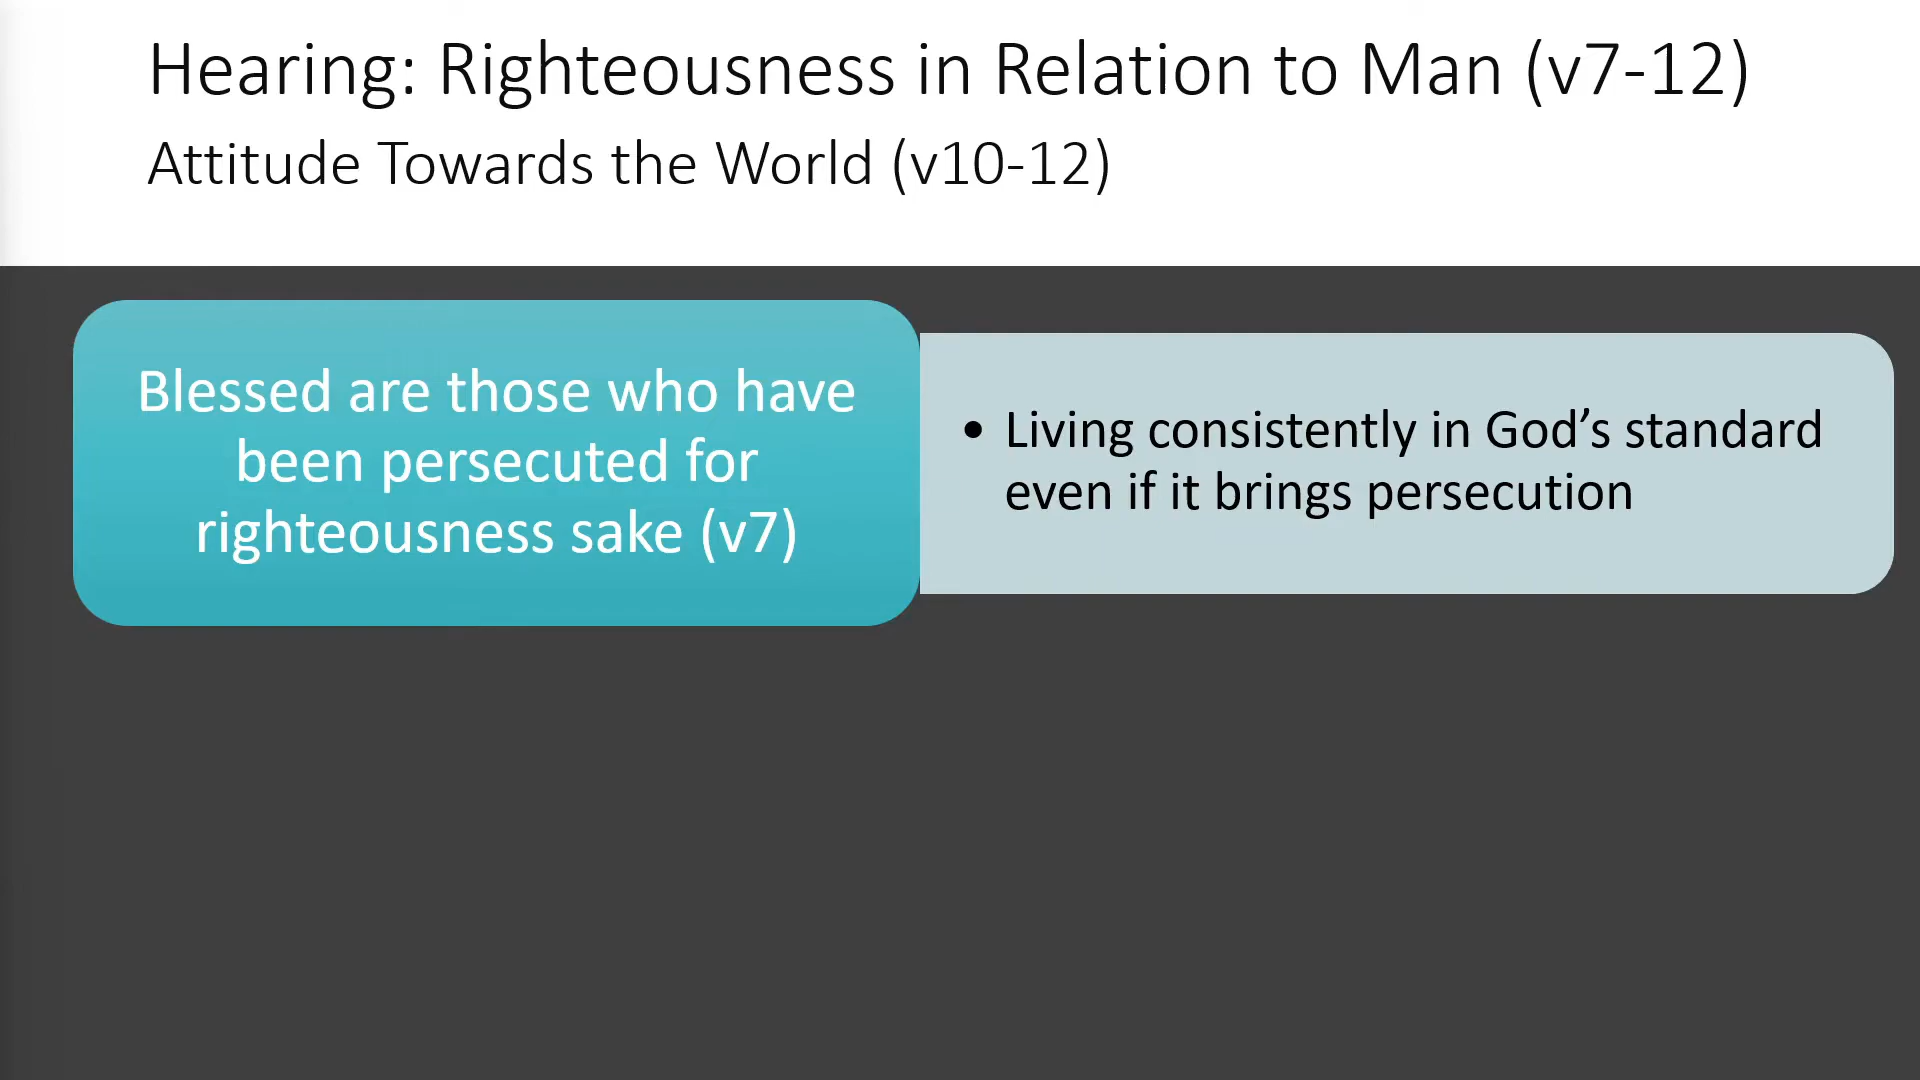 Hearing: Righteousness in Relation to Man (v7-12)
Attitude Towards the World (v10-12)
Blessed are those who have
been persecuted for
righteousness sake (v7)
• Living consistently in God’s standard
even if it brings persecution